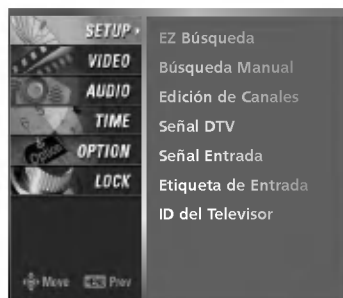 SETUP
VIDEO
AUDIO
TIME
OPTION
LOCK
Move Prev
EZ Búsqueda
Búsqueda Manual
Edición de Canales
Señal DTV
Señal Entrada
Etiqueta de Entrada
ID del Televisor